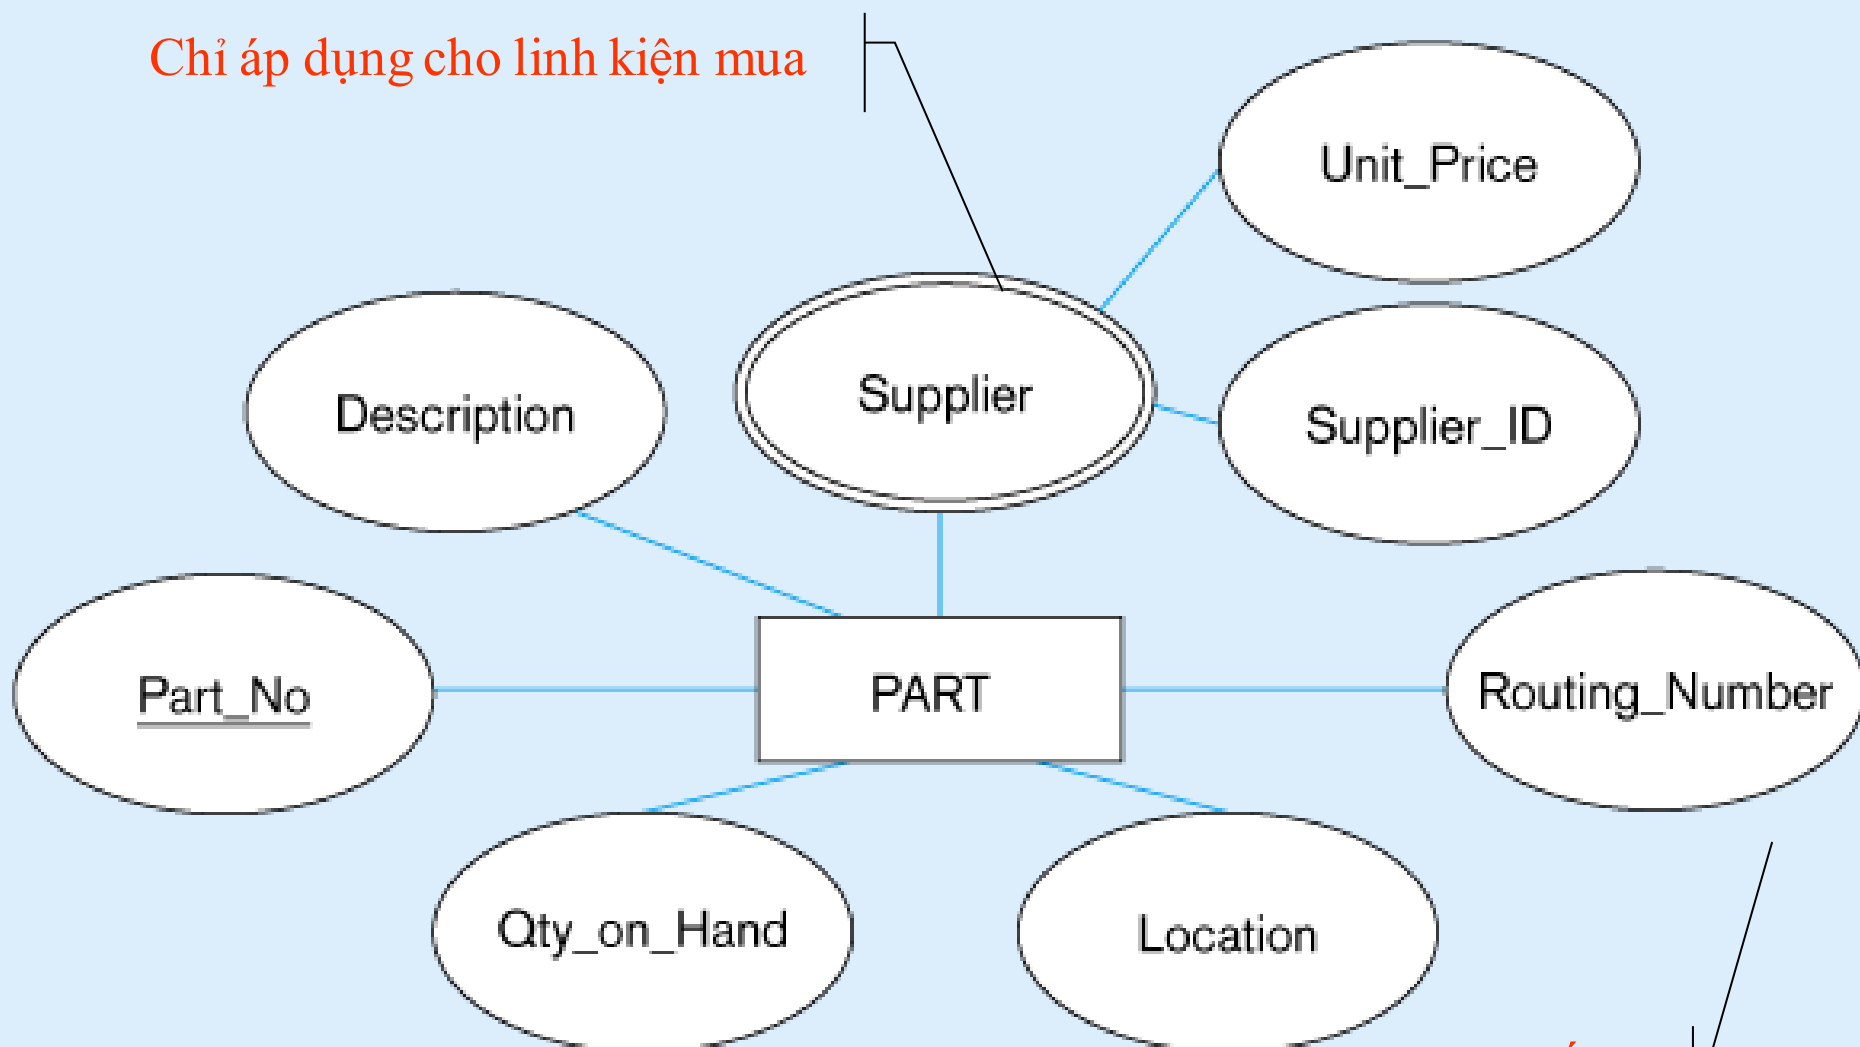 Chỉ áp dụng cho linh kiện mua
Unit_Price
Supplier
Supplier_ID
Description
Part_No
PART
Routing_Number
Qty_on_Hand
Location